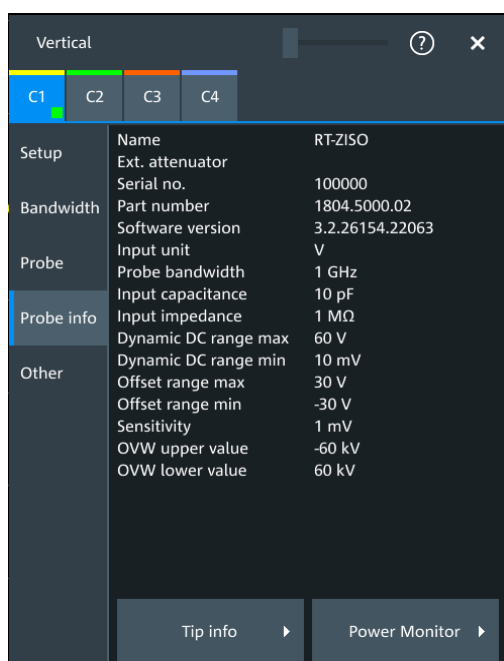 Vertical
?
C1 C2 C3 C4
Setup
Bandwidth
Probe
Probe info
Other
Name RT-ZISO
Ext. attenuator
Serial no. 100000
Part number 1804.5000.02
Software version 3.2.26154.22063
Input unit V
Probe bandwidth 1 GHz
Input capacitance 10 pF
Input impedance 1 MΩ
Dynamic DC range max 60 V
Dynamic DC range min 10 mV
Offset range max 30 V
Offset range min -30 V
Sensitivity 1 mV
OVW upper value -60 kV
OVW lower value 60 kV
Tip info
Power Monitor